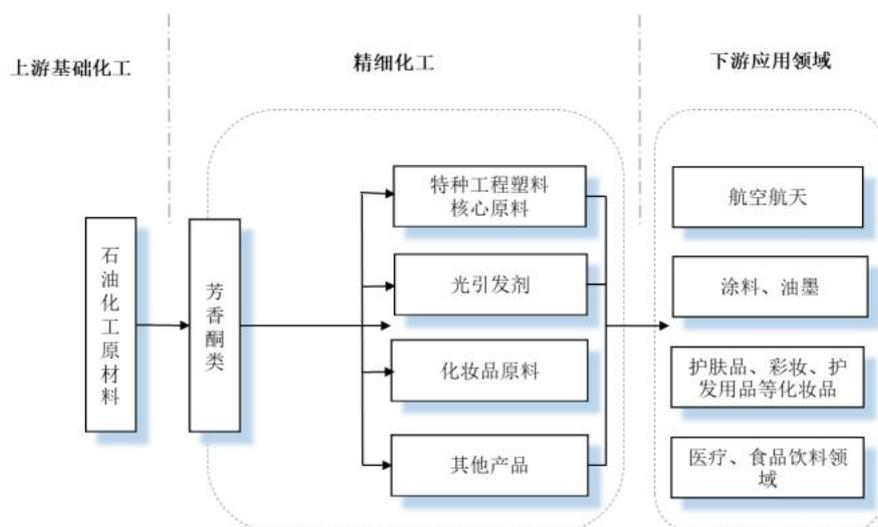 上游基础化工
精细化工
下游应用领域
石油化工原材料
芳香酮类
特种工程塑料
核心原料
光引发剂
化妆品原料
其他产品
航空航天
涂料、油墨
护肤品、彩妆、护
发用品等化妆品
医疗、食品饮料领
域